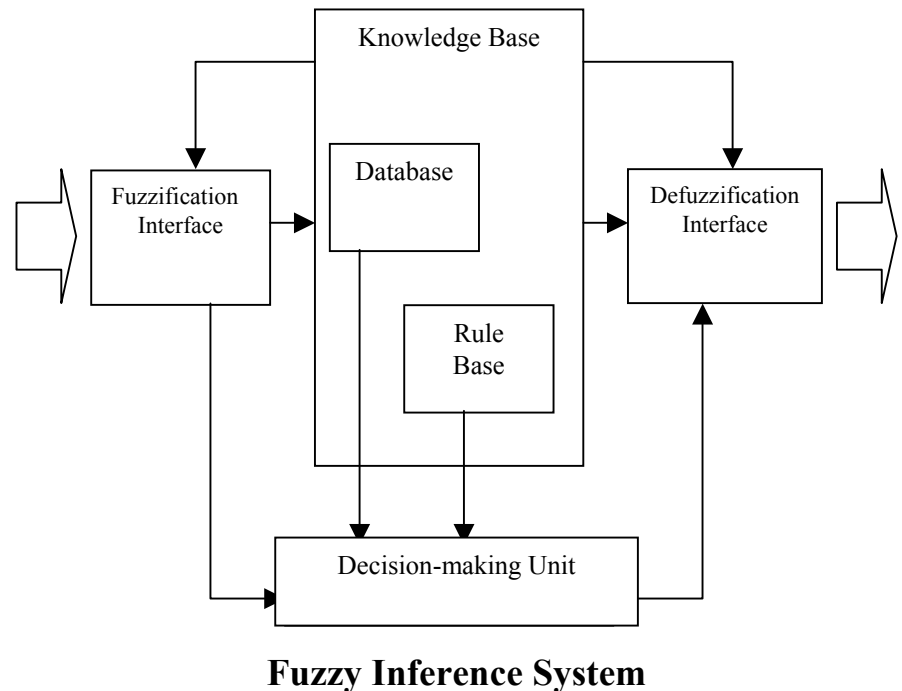 Knowledge Base
Database
Fuzzification
Interface
Defuzzification
Interface
Rule
Base
Decision-making Unit
Fuzzy Inference System